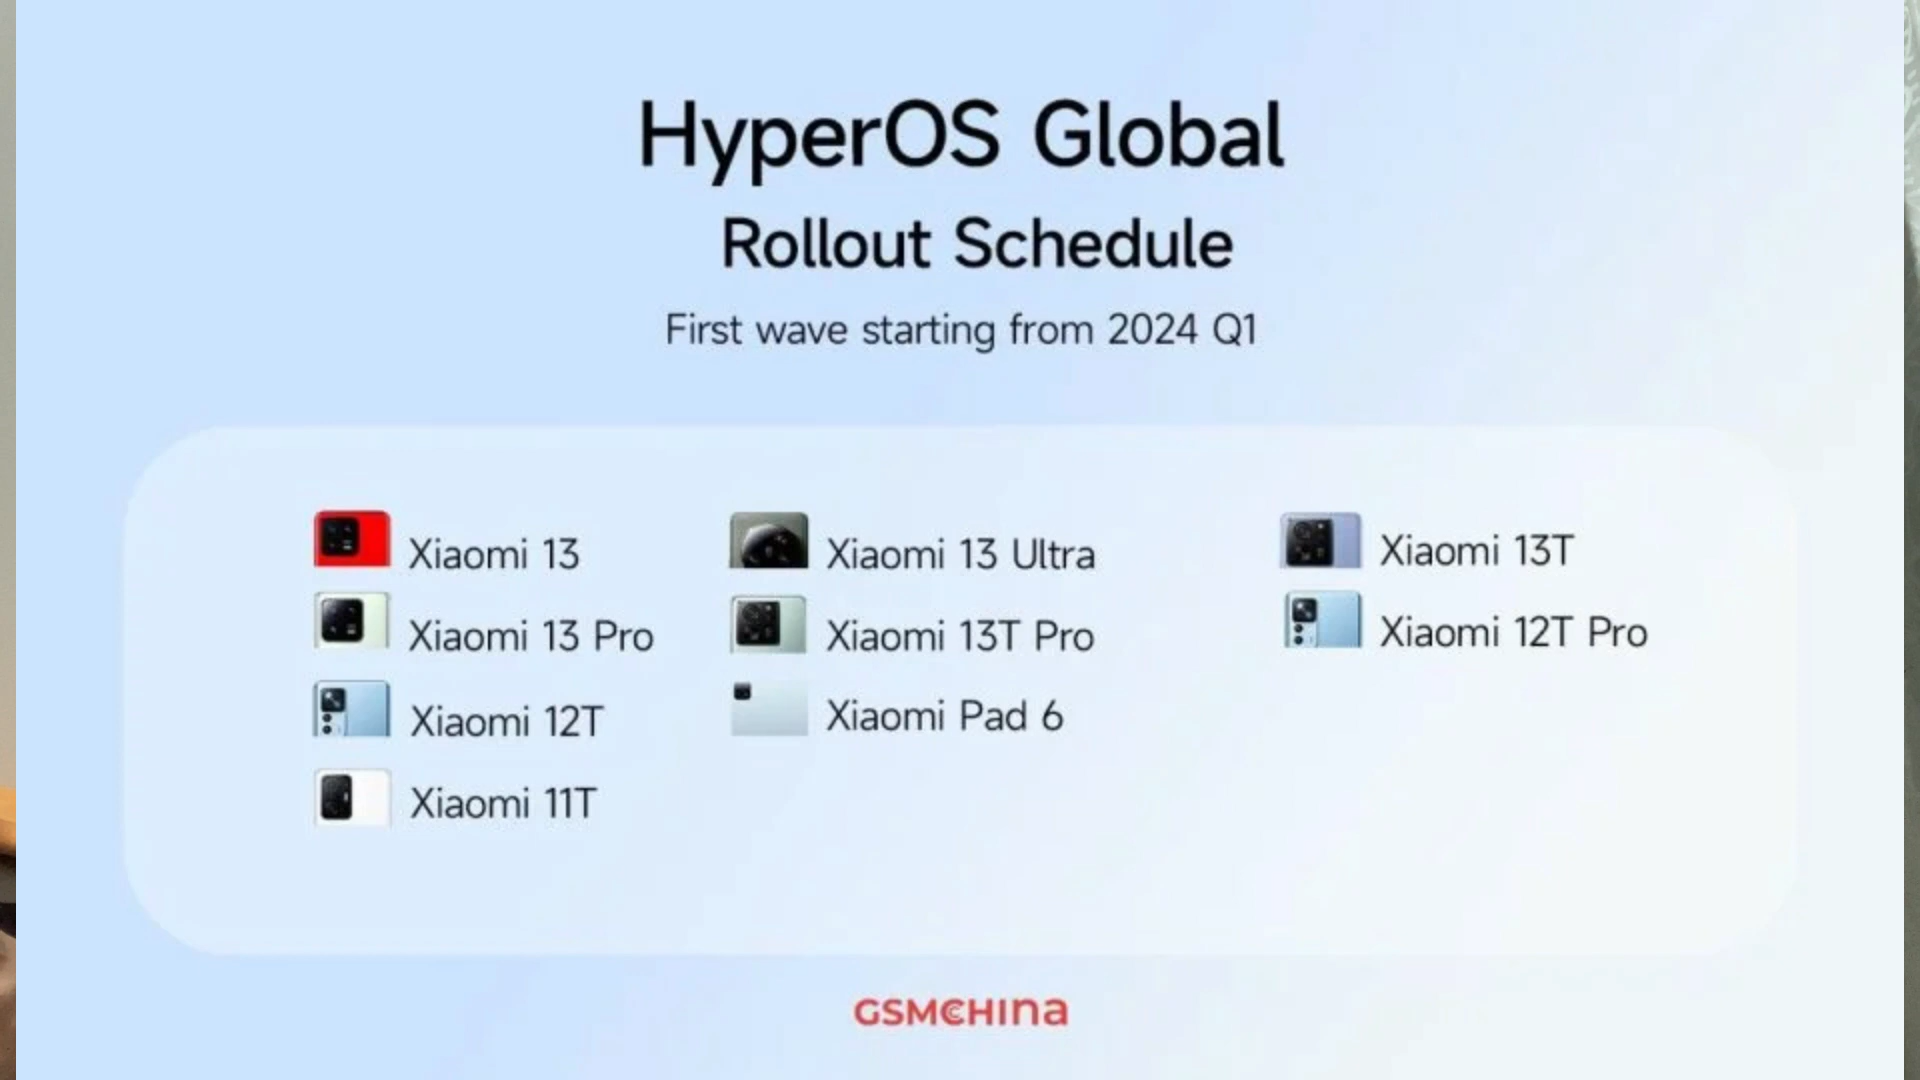 HyperOS Global
Rollout Schedule
First wave starting from 2024 Q1
Xiaomi 13
Xiaomi 13 Ultra
Xiaomi 13T
Xiaomi 13 Pro
Xiaomi 13T Pro
Xiaomi 12T Pro
Xiaomi 12T
Xiaomi Pad 6
Xiaomi 11T
GSMCHIna